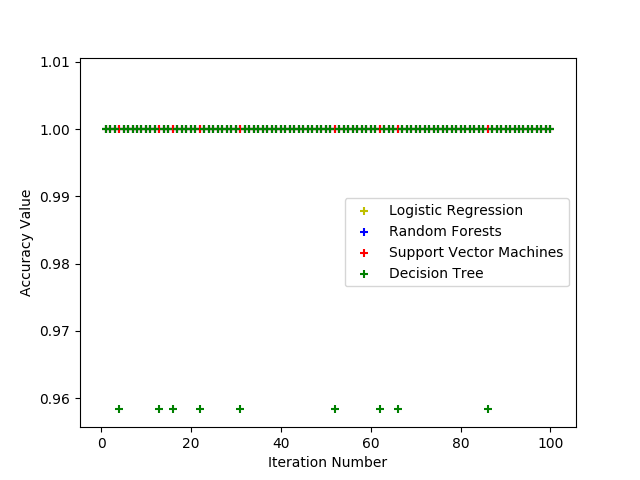 1.01
1.00
0.99
0.98
0.97
0.96
Accuracy Value
Logistic Regression
Random Forests
Support Vector Machines
Decision Tree
0 20 40 60 80 100
Iteration Number